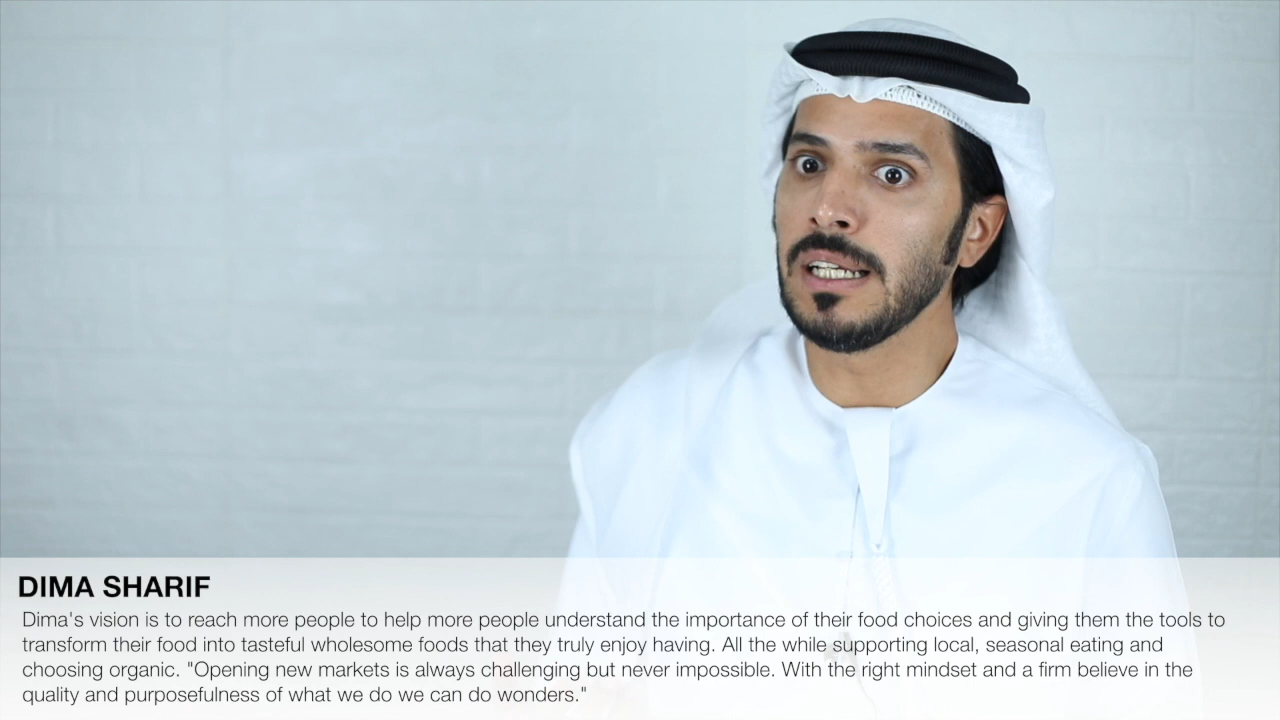 DIMA SHARIF
Dima's vision is to reach more people to help more people understand the importance of their food choices and giving them the tools to
transform their food into tasteful wholesome foods that they truly enjoy having. All the while supporting local, seasonal eating and
choosing organic. "Opening new markets is always challenging but never impossible. With the right mindset and a firm believe in the
quality and purposefulness of what we do we can do wonders."